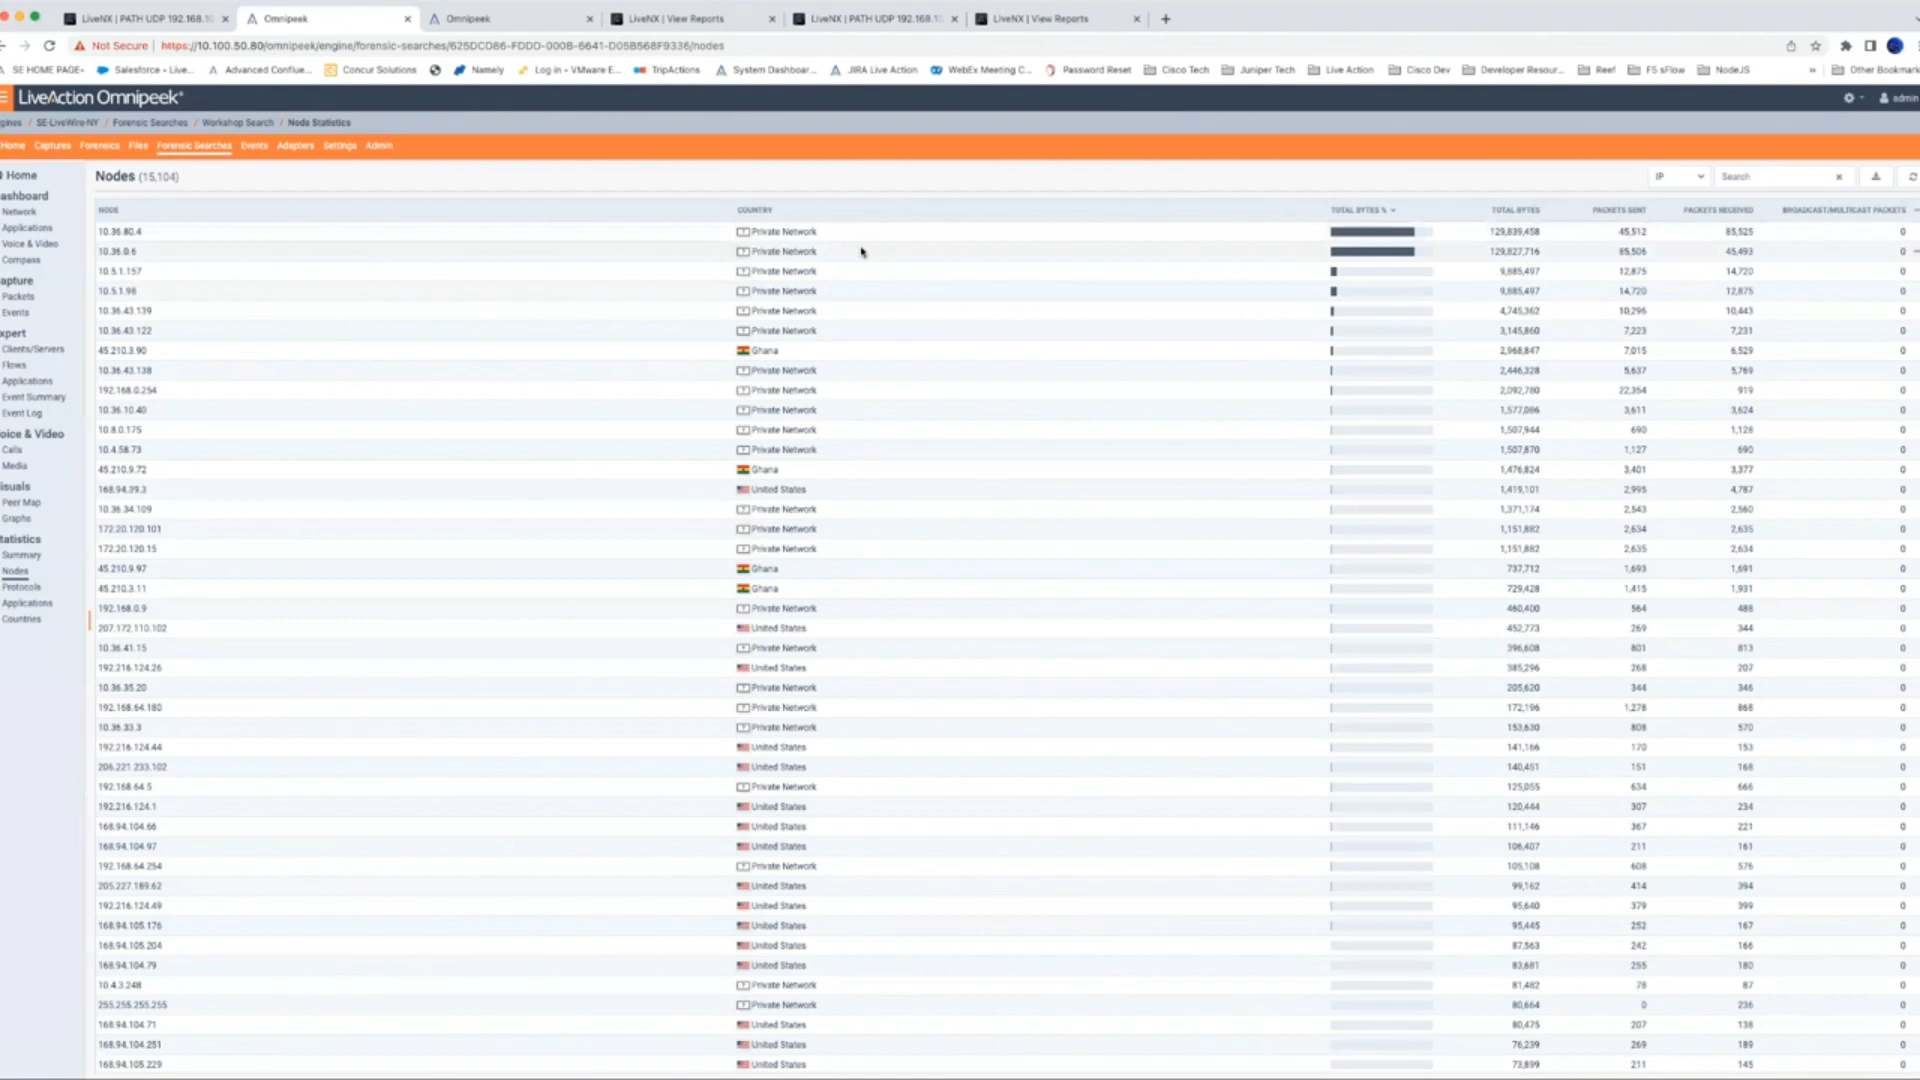 LiveNX | PATH UDP 192.168.10 Omnipeek Omnipeek LiveNX | View Reports LiveNX | PATH UDP 192.168.10 LiveNX | View Reports
Not Secure https://10.100.50.80/omnipeek/engine/forensic-searches/625DCD86-FDDD-000B-6641-D05B568F9336/nodes
SE HOME PAGE- Salesforce - Live... Advanced Conflue... Concur Solutions Namely Log in - VMware E... TripActions System Dashboar... JIRA Live Action WebEx Meeting C... Password Reset Cisco Tech Juniper Tech Live Action Cisco Dev Developer Resour... Reef F5 sFlow NodeJS » Other Bookmark
LiveAction Omnipeek® admin
gines / SE-LiveWire-NY / Forensic Searches / Workshop Search / Node Statistics
Home Captures Forensics Files Forensic Searches Events Adapters Settings Admin
Home
ashboard
Network
Applications
Voice & Video
Compass
apture
Packets
Events
xpert
Clients/Servers
Flows
Applications
Event Summary
Event Log
oice & Video
Calls
Media
isuals
Peer Map
Graphs
tatistics
Summary
Nodes
Protocols
Applications
Countries
Nodes (15,104) IP Search
NODE COUNTRY TOTAL BYTES % TOTAL BYTES PACKETS SENT PACKETS RECEIVED BROADCAST/MULTICAST PACKETS
10.36.80.4 Private Network 129,839,458 45,512 85,525 0
10.36.0.6 Private Network 129,827,716 85,506 45,493 0
10.5.1.157 Private Network 9,885,497 12,875 14,720 0
10.5.1.98 Private Network 9,885,497 14,720 12,875 0
10.36.43.139 Private Network 4,745,362 10,296 10,443 0
10.36.43.122 Private Network 3,145,860 7,223 7,231 0
45.210.3.90 Ghana 2,968,847 7,015 6,529 0
10.36.43.138 Private Network 2,446,328 5,637 5,769 0
192.168.0.254 Private Network 2,092,780 22,354 919 0
10.36.10.40 Private Network 1,577,086 3,611 3,624 0
10.8.0.175 Private Network 1,507,944 690 1,128 0
10.4.58.73 Private Network 1,507,870 1,127 690 0
45.210.9.72 Ghana 1,476,824 3,401 3,377 0
168.94.39.3 United States 1,419,101 2,995 4,787 0
10.36.34.109 Private Network 1,371,174 2,543 2,560 0
172.20.120.101 Private Network 1,151,882 2,634 2,635 0
172.20.120.15 Private Network 1,151,882 2,635 2,634 0
45.210.9.97 Ghana 737,712 1,693 1,691 0
45.210.3.11 Ghana 729,428 1,415 1,931 0
192.168.0.9 Private Network 460,400 564 488 0
207.172.110.102 United States 452,773 269 344 0
10.36.41.15 Private Network 396,608 801 813 0
192.216.124.26 United States 385,296 268 207 0
10.36.35.20 Private Network 205,620 344 346 0
192.168.64.180 Private Network 172,196 1,278 868 0
10.36.33.3 Private Network 153,630 808 570 0
192.216.124.44 United States 141,166 170 153 0
206.221.233.102 United States 140,451 151 168 0
192.168.64.5 Private Network 125,055 634 666 0
192.216.124.1 United States 120,444 307 234 0
168.94.104.66 United States 111,146 367 221 0
168.94.104.97 United States 106,407 211 161 0
192.168.64.254 Private Network 105,108 608 576 0
205.227.189.62 United States 99,162 414 394 0
192.216.124.49 United States 95,640 379 399 0
168.94.105.176 United States 95,445 252 167 0
168.94.105.204 United States 87,563 242 166 0
168.94.104.79 United States 83,681 255 180 0
10.4.3.248 Private Network 81,482 78 87 0
255.255.255.255 Private Network 80,664 0 236 0
168.94.104.71 United States 80,475 207 138 0
168.94.104.251 United States 76,239 269 189 0
168.94.105.229 United States 73,899 211 145 0